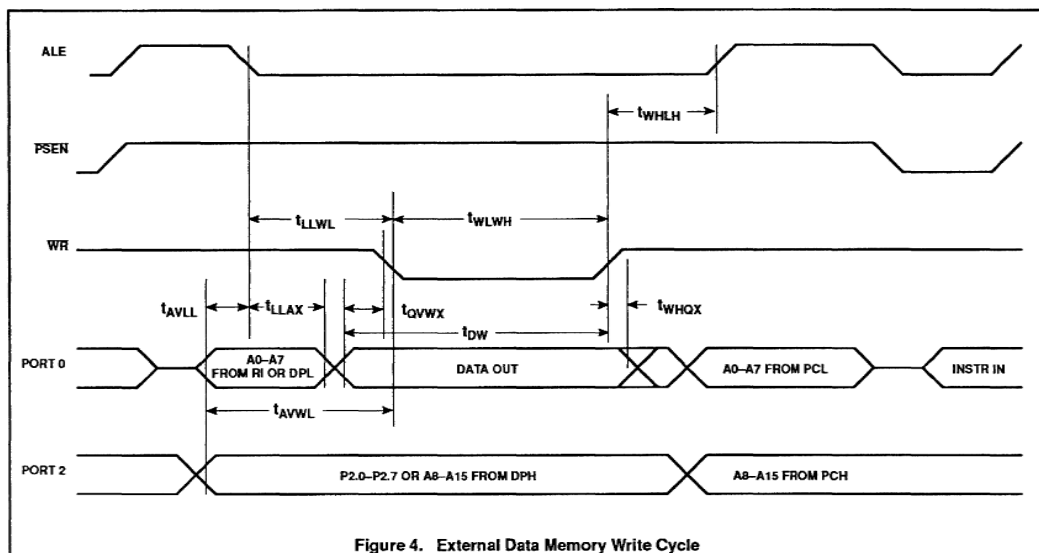 ALE
tWHLH
PSEN
tLLWL
tWLWH
WR
tAVLL
tLLAX
tQVWX
tWHQX
tDW
PORT 0
A0–A7
FROM RI OR DPL
DATA OUT
A0–A7 FROM PCL
INSTR IN
tAVWL
PORT 2
P2.0–P2.7 OR A8–A15 FROM DPH
A8–A15 FROM PCH
Figure 4. External Data Memory Write Cycle